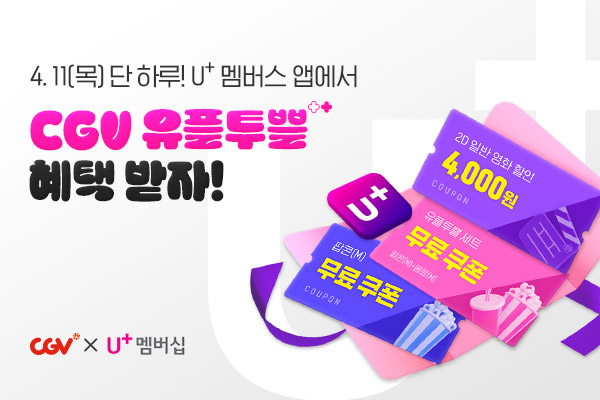 4. 11(목) 단 하루! U⁺ 멤버스 앱에서
CGV 유플투쁠
혜택 받자!
2D 일반 영화 할인
4,000원
COUPON
U⁺
유플투쁠 세트
무료 쿠폰
팝콘(M)+음료(M)
팝콘(M)
무료 쿠폰
COUPON
CGV × U⁺ 멤버십